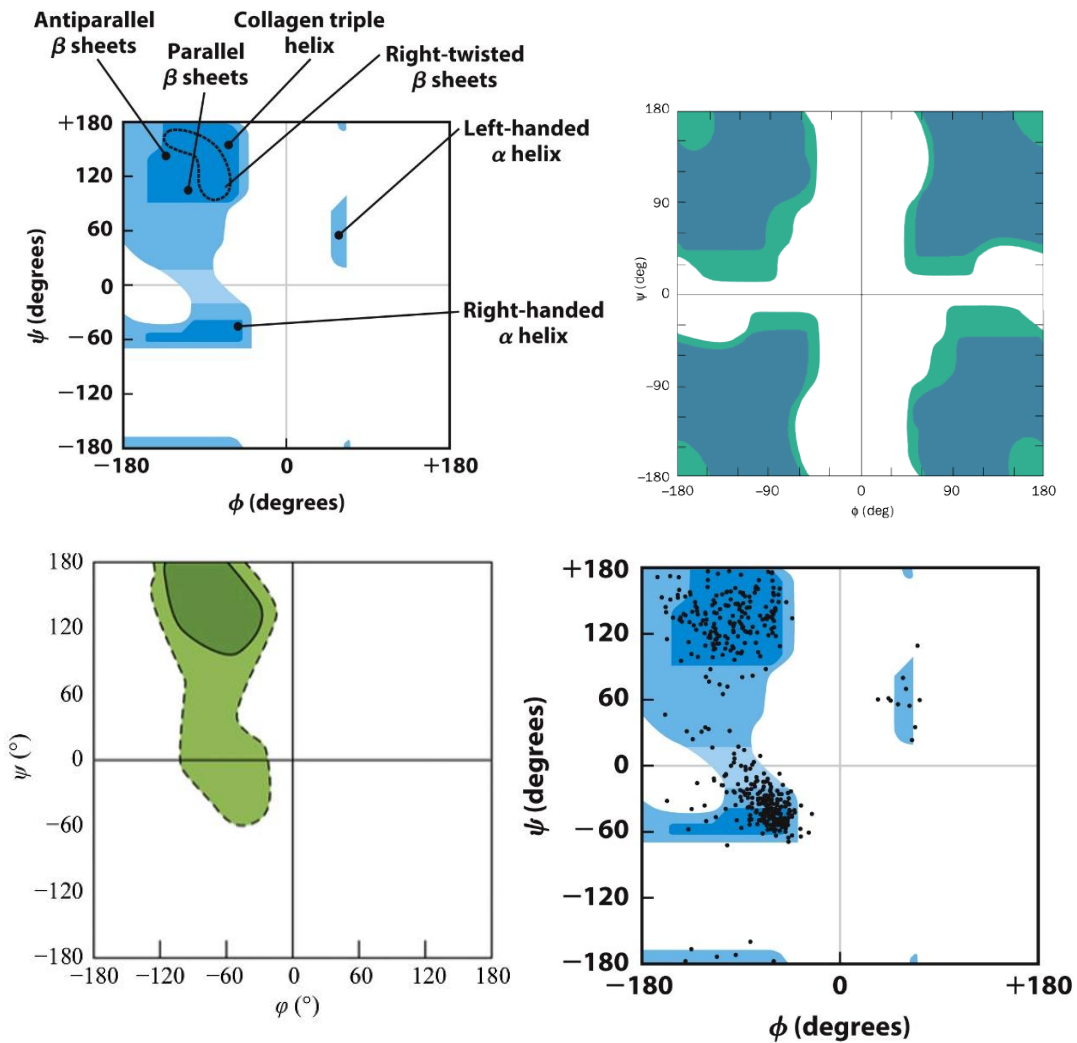 Antiparallel
β sheets
Parallel
β sheets
Collagen triple
helix
Right-twisted
β sheets
Left-handed
α helix
Right-handed
α helix
+180
120
60
0
−60
−120
−180
ψ (degrees)
−180
0
+180
ϕ (degrees)
180
90
0
−90
−180
ψ (deg)
−180
−90
0
90
180
ϕ (deg)
180
120
60
0
−60
−120
−180
ψ (°)
−180
−120
−60
0
60
120
180
φ (°)
+180
120
60
0
−60
−120
−180
ψ (degrees)
−180
0
+180
ϕ (degrees)